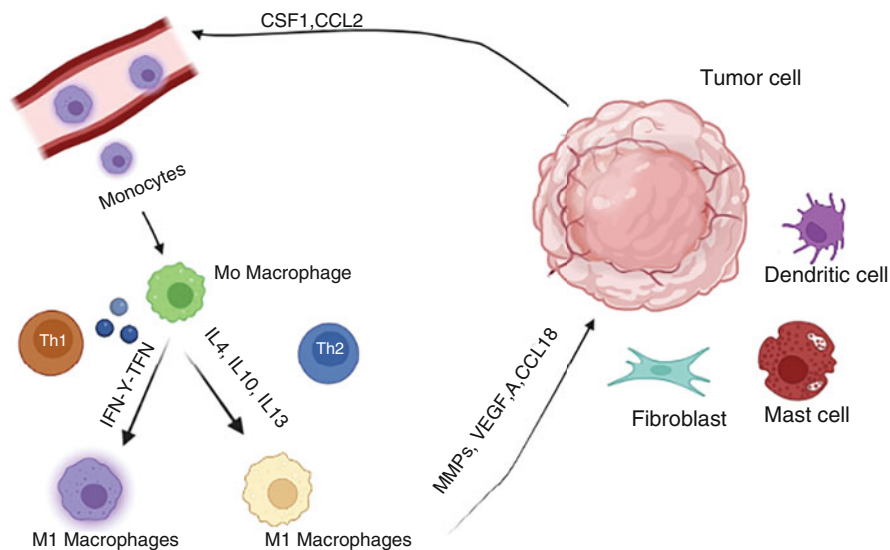 CSF1,CCL2
Tumor cell
Monocytes
Mo Macrophage
Dendritic cell
Th1
Th2
IFN-Y-TFN
IL4, IL10, IL13
MMPs, VEGF,A,CCL18
Fibroblast
Mast cell
M1 Macrophages
M1 Macrophages